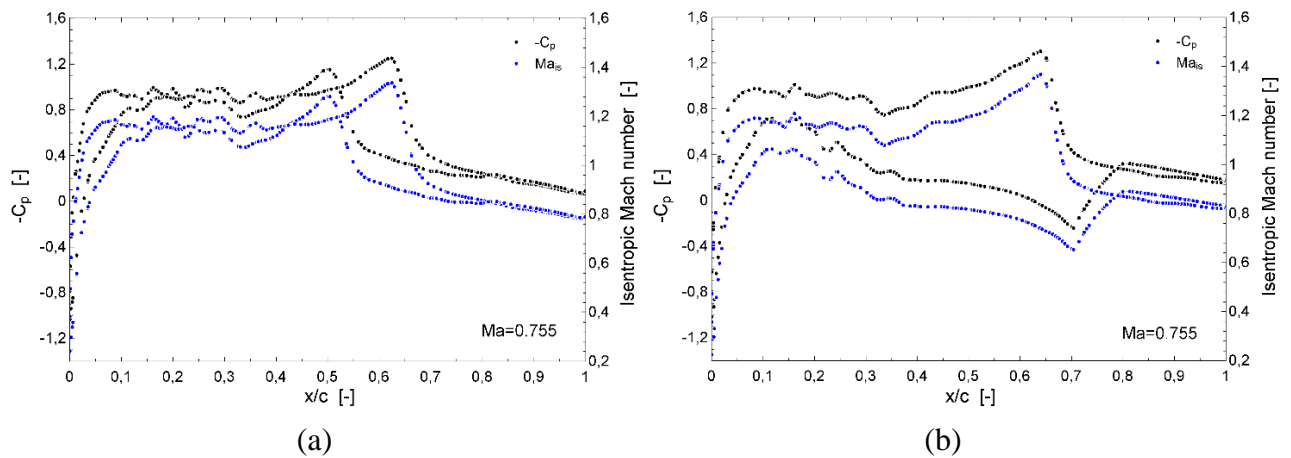 1,6
1,2
0,8
0,4
0
-0,4
-0,8
-1,2
-Cₚ [-]
-Cₚ
Maᵢₛ
Ma=0.755
1,6
1,4
1,2
1
0,8
0,6
0,4
0,2
Isentropic Mach number [-]
0 0,1 0,2 0,3 0,4 0,5 0,6 0,7 0,8 0,9 1
x/c [-]
(a)
1,6
1,2
0,8
0,4
0
-0,4
-0,8
-1,2
-Cₚ [-]
-Cₚ
Maᵢₛ
Ma=0.755
1,6
1,4
1,2
1
0,8
0,6
0,4
0,2
Isentropic Mach number [-]
0 0,1 0,2 0,3 0,4 0,5 0,6 0,7 0,8 0,9 1
x/c [-]
(b)